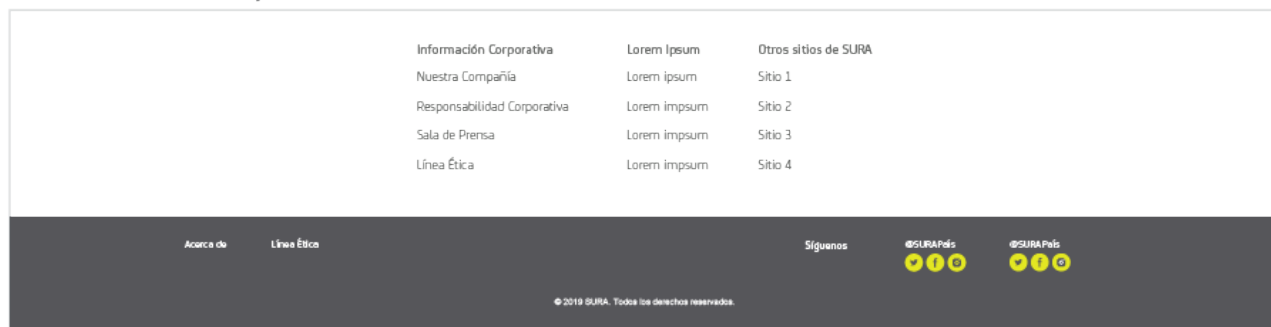 Información Corporativa Lorem Ipsum Otros sitios de SURA
Nuestra Compañía Lorem ipsum Sitio 1
Responsabilidad Corporativa Lorem impsum Sitio 2
Sala de Prensa Lorem impsum Sitio 3
Línea Ética Lorem impsum Sitio 4
Acerca de Línea Ética Síguenos @SURAPaís @SURAPaís
© 2019 SURA. Todos los derechos reservados.